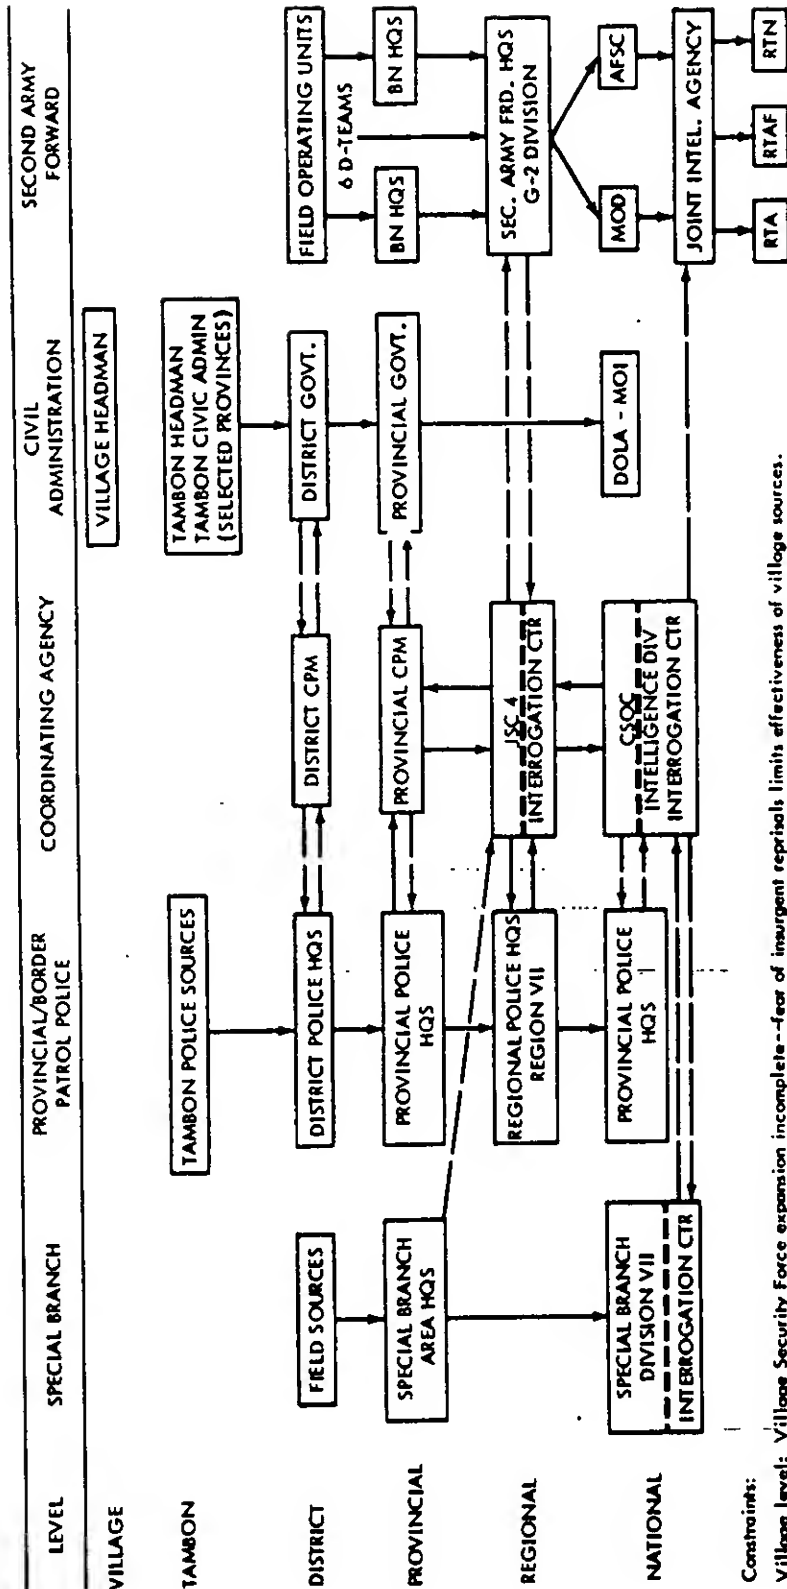 LEVEL
SPECIAL BRANCH
PROVINCIAL/BORDER
PATROL POLICE
COORDINATING AGENCY
CIVIL
ADMINISTRATION
SECOND ARMY
FORWARD
VILLAGE
VILLAGE HEADMAN
TAMBON
TAMBON POLICE SOURCES
TAMBON HEADMAN
TAMBON CIVIC ADMIN
(SELECTED PROVINCES)
DISTRICT
FIELD SOURCES
DISTRICT POLICE HQS
DISTRICT CPM
DISTRICT GOVT.
FIELD OPERATING UNITS
6 D-TEAMS
PROVINCIAL
SPECIAL BRANCH
AREA HQS
PROVINCIAL POLICE
HQS
PROVINCIAL CPM
PROVINCIAL GOVT.
BN HQS
BN HQS
REGIONAL
REGIONAL POLICE HQS
REGION VII
JSC 4
INTERROGATION CTR
SEC. ARMY FRD. HQS
G-2 DIVISION
NATIONAL
SPECIAL BRANCH
DIVISION VII
INTERROGATION CTR
PROVINCIAL POLICE
HQS
CSOC
INTELLIGENCE DIV
INTERROGATION CTR
DOLA - MOI
MOD
AFSC
JOINT INTEL. AGENCY
RTA
RTAF
RTN
Constraints:
Village level: Village Security Force expansion incomplete--fear of insurgent reprisals limits effectiveness of village sources.